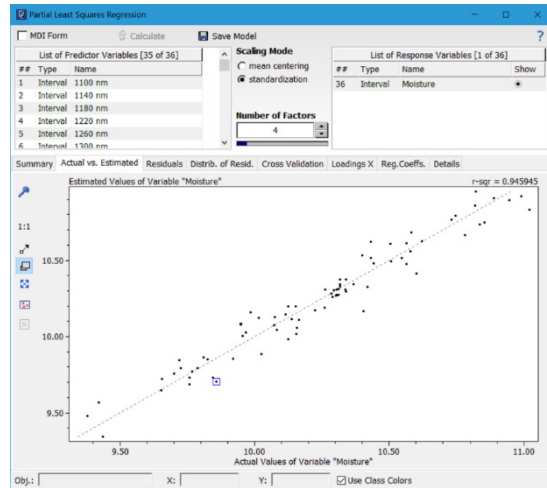 Partial Least Squares Regression
MDI Form Calculate Save Model ?
List of Predictor Variables [35 of 36]
## Type Name
1 Interval 1100 nm
2 Interval 1140 nm
3 Interval 1180 nm
4 Interval 1220 nm
5 Interval 1260 nm
6 Interval 1300 nm
Scaling Mode
mean centering
standardization
Number of Factors
4
List of Response Variables [1 of 36]
## Type Name Show
36 Interval Moisture
Summary Actual vs. Estimated Residuals Distrib. of Resid. Cross Validation Loadings X Reg.Coeffs. Details
Estimated Values of Variable "Moisture" r-sqr = 0.945945
1:1
10.50
10.00
9.50
9.50 10.00 10.50 11.00
Actual Values of Variable "Moisture"
Obj.: X: Y: Use Class Colors